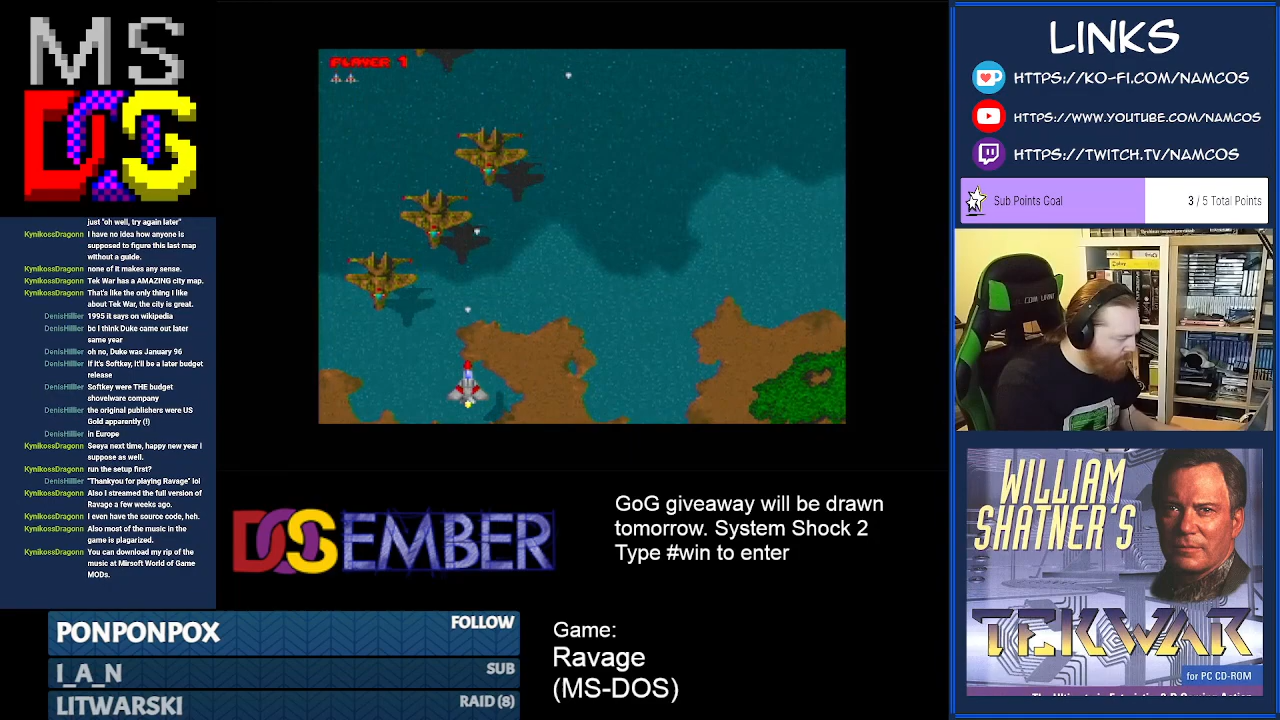 MS
DOS
just "oh well, try again later"
KynikossDragonn I have no idea how anyone is
supposed to figure this last map
without a guide.
KynikossDragonn none of it makes any sense.
KynikossDragonn Tek War has a AMAZING city map.
KynikossDragonn That's like the only thing I like
about Tek War, the city is great.
DenisHillier 1995 it says on wikipedia
DenisHillier bc I think Duke came out later
same year
DenisHillier oh no, Duke was January 96
DenisHillier If it's Softkey, it'll be a later budget
release
DenisHillier Softkey were THE budget
shovelware company
DenisHillier the original publishers were US
Gold apparently (!)
DenisHillier in Europe
KynikossDragonn Seeya next time, happy new year I
suppose as well.
KynikossDragonn run the setup first?
DenisHillier "Thankyou for playing Ravage" lol
KynikossDragonn Also I streamed the full version of
Ravage a few weeks ago.
KynikossDragonn I even have the source code, heh.
KynikossDragonn Also most of the music in the
game is plagarized.
KynikossDragonn You can download my rip of the
music at Mirsoft World of Game
MODs.
PLAYER 1
DOSEMBER
GoG giveaway will be drawn
tomorrow. System Shock 2
Type #win to enter
PONPONPOX FOLLOW
I_A_N SUB
LITWARSKI RAID (8)
Game:
Ravage
(MS-DOS)
LINKS
HTTPS://KO-FI.COM/NAMCOS
HTTPS://WWW.YOUTUBE.COM/NAMCOS
HTTPS://TWITCH.TV/NAMCOS
Sub Points Goal 3 / 5 Total Points
WILLIAM
SHATNER'S
TEKWAR
for PC CD-ROM